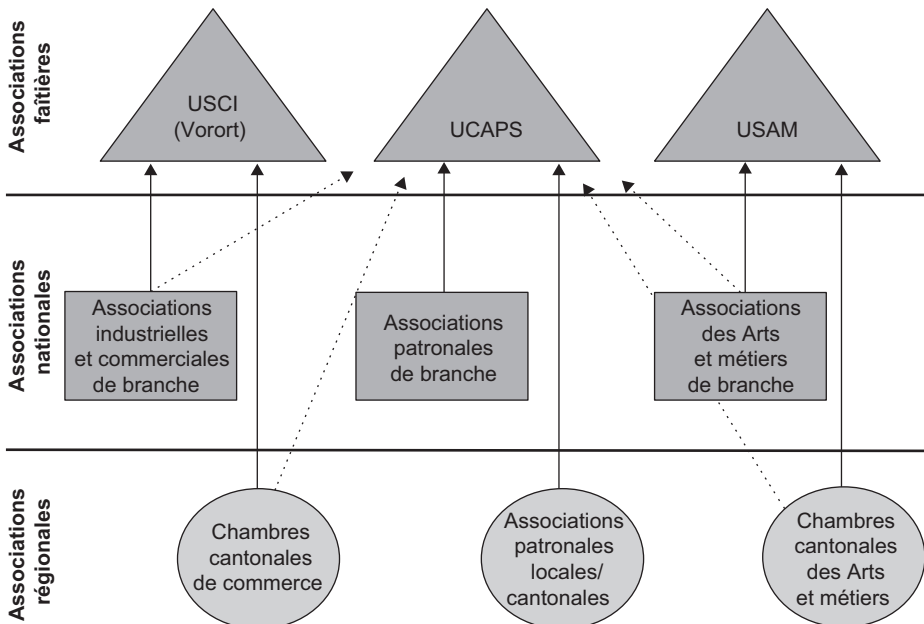 Associations
faîtières
USCI
(Vorort)
UCAPS
USAM
Associations
nationales
Associations
industrielles
et commerciales
de branche
Associations
patronales
de branche
Associations
des Arts
et métiers
de branche
Associations
régionales
Chambres
cantonales
de commerce
Associations
patronales
locales/
cantonales
Chambres
cantonales
des Arts
et métiers